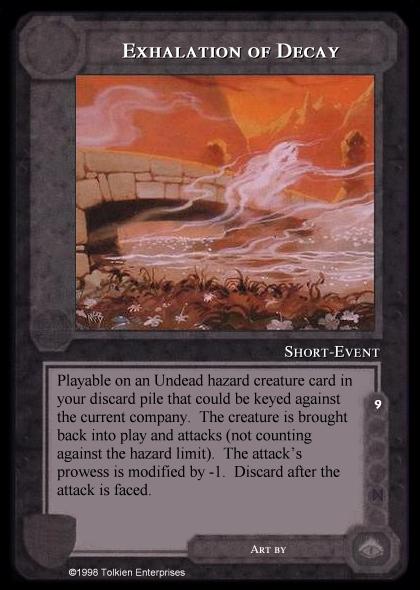 Exhalation of Decay
Short-Event
Playable on an Undead hazard creature card in
your discard pile that could be keyed against
the current company. The creature is brought
back into play and attacks (not counting
against the hazard limit). The attack's
prowess is modified by -1. Discard after the
attack is faced.
9
Art by
©1998 Tolkien Enterprises